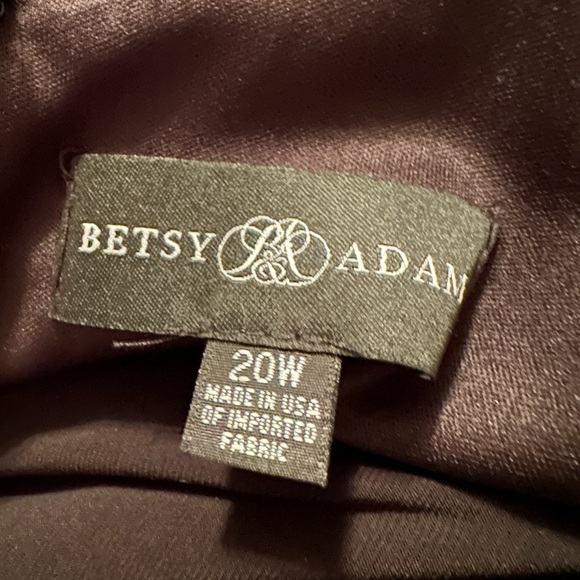 BETSY & ADAM
20W
MADE IN USA
OF IMPORTED
FABRIC